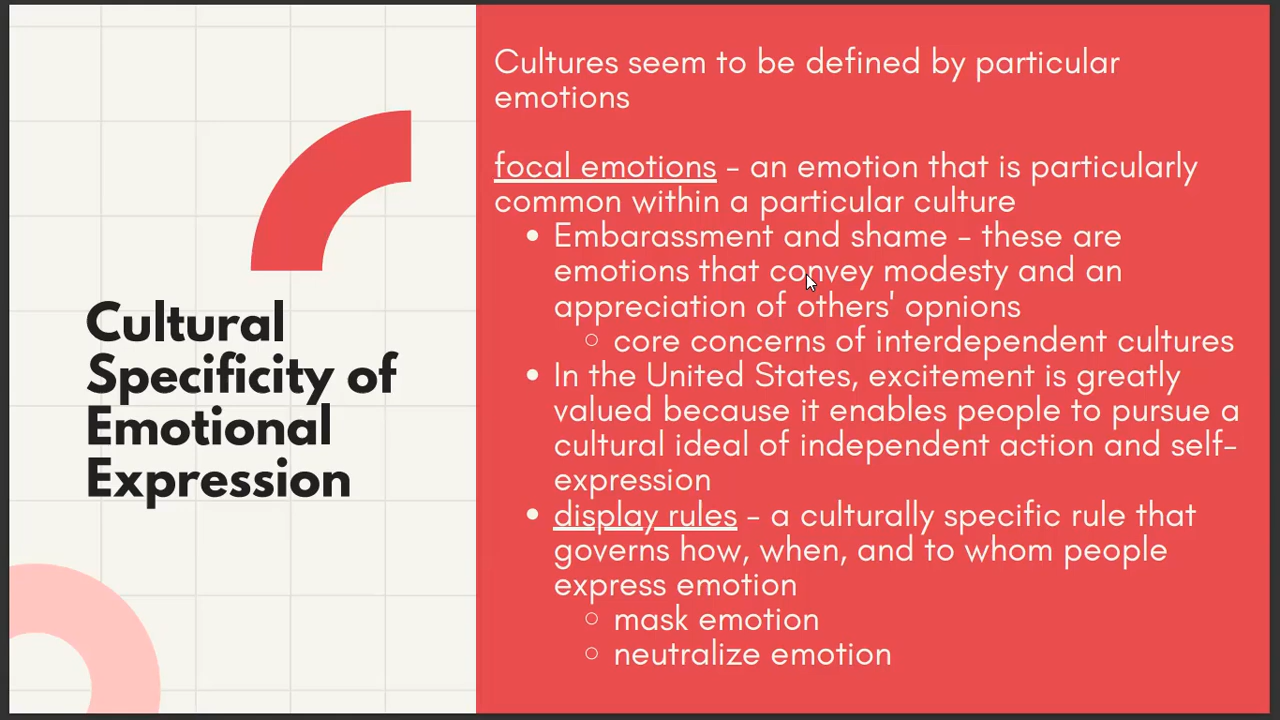 Cultural
Specificity of
Emotional
Expression
Cultures seem to be defined by particular
emotions
focal emotions - an emotion that is particularly
common within a particular culture
• Embarassment and shame - these are
emotions that convey modesty and an
appreciation of others' opnions
○ core concerns of interdependent cultures
• In the United States, excitement is greatly
valued because it enables people to pursue a
cultural ideal of independent action and self-
expression
• display rules - a culturally specific rule that
governs how, when, and to whom people
express emotion
○ mask emotion
○ neutralize emotion